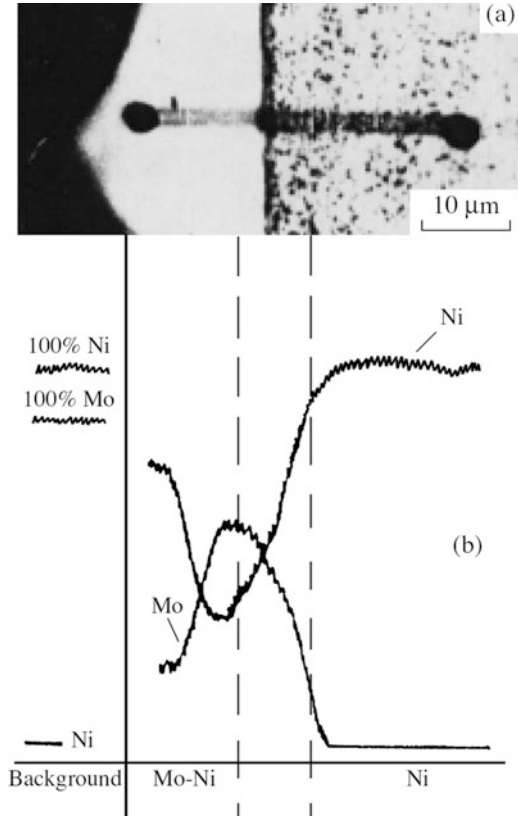 (a)
10 μm
Ni
100% Ni
100% Mo
(b)
Mo
Ni
Background Mo-Ni Ni